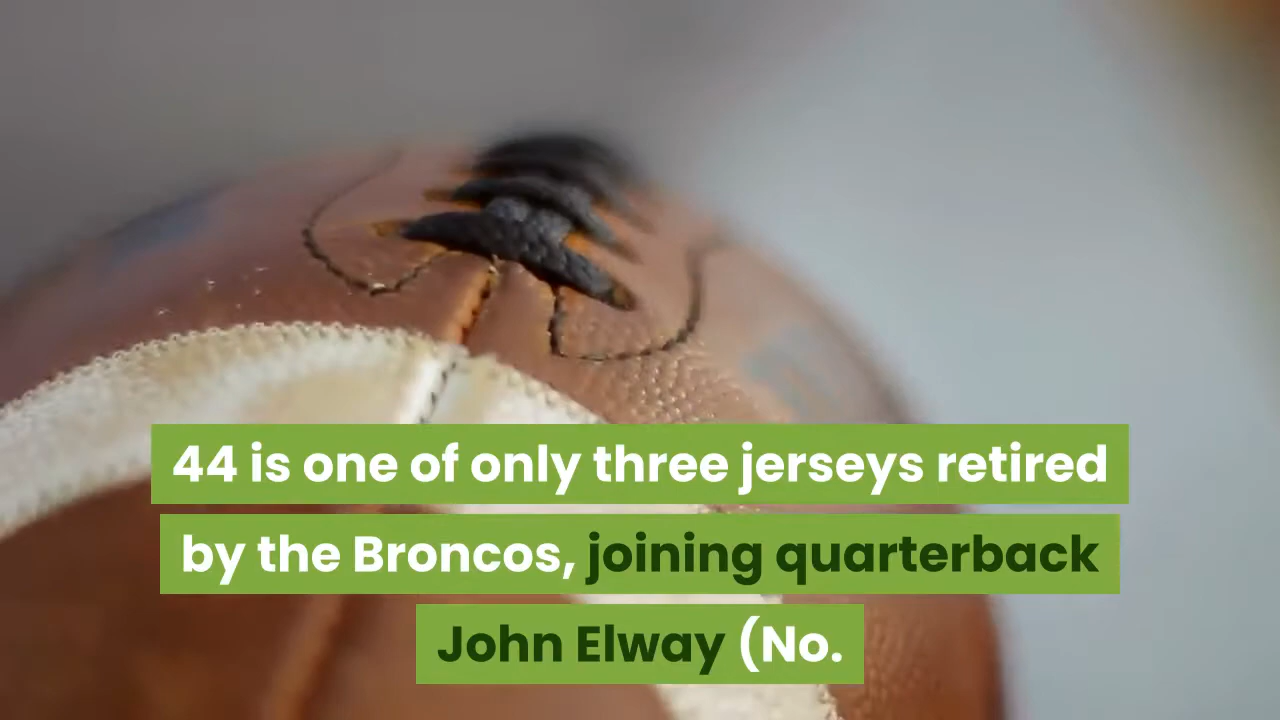 44 is one of only three jerseys retired
by the Broncos, joining quarterback
John Elway (No.